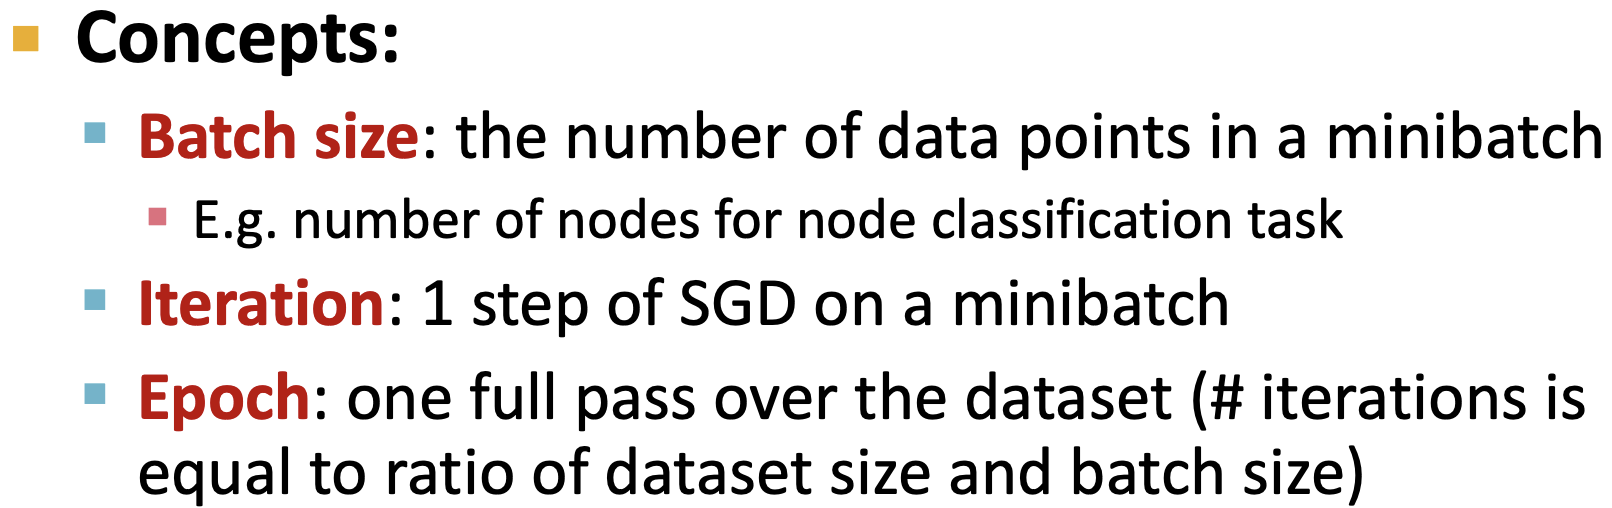 Concepts:
Batch size: the number of data points in a minibatch
E.g. number of nodes for node classification task
Iteration: 1 step of SGD on a minibatch
Epoch: one full pass over the dataset (# iterations is
equal to ratio of dataset size and batch size)